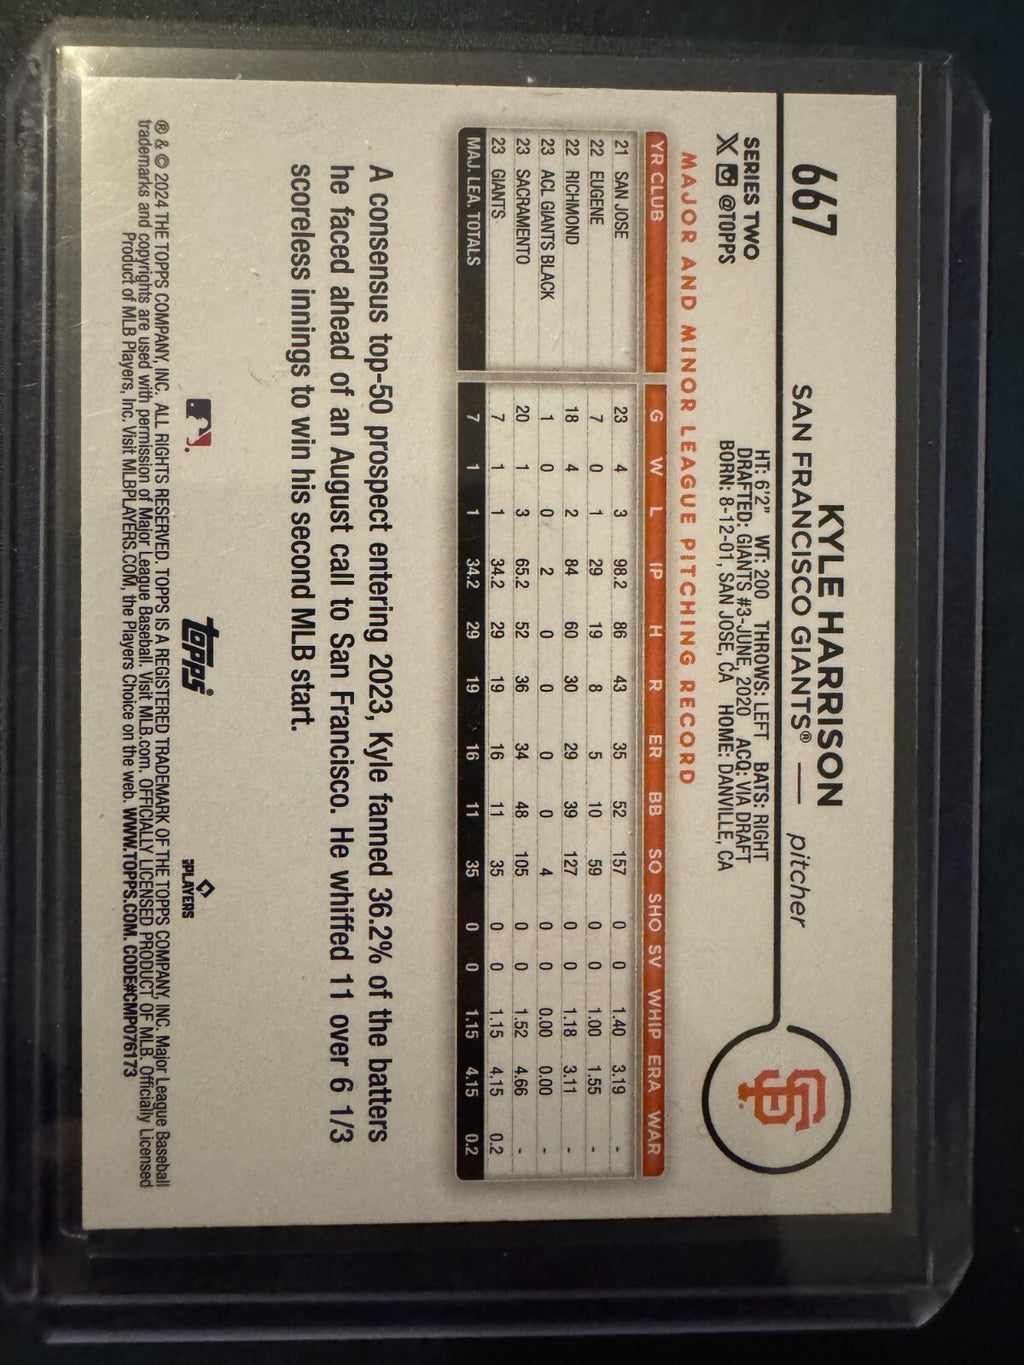 667
KYLE HARRISON
SAN FRANCISCO GIANTS® — pitcher
SERIES TWO
X @TOPPS
HT: 6'2" WT: 200 THROWS: LEFT BATS: RIGHT
DRAFTED: GIANTS #3-JUNE, 2020 ACQ: VIA DRAFT
BORN: 8-12-01, SAN JOSE, CA HOME: DANVILLE, CA
SF
MAJOR AND MINOR LEAGUE PITCHING RECORD
YR CLUB G W L IP H R ER BB SO SHO SV WHIP ERA WAR
21 SAN JOSE 23 4 3 98.2 86 43 35 52 157 0 0 1.40 3.19 -
22 EUGENE 7 0 1 29 19 8 5 10 59 0 0 1.00 1.55 -
22 RICHMOND 18 4 2 84 60 30 29 39 127 0 0 1.18 3.11 -
23 ACL GIANTS BLACK 1 0 0 2 0 0 0 0 4 0 0 0.00 0.00 -
23 SACRAMENTO 20 1 3 65.2 52 36 34 48 105 0 0 1.52 4.66 -
23 GIANTS 7 1 1 34.2 29 19 16 11 35 0 0 1.15 4.15 0.2
MAJ. LEA. TOTALS 7 1 1 34.2 29 19 16 11 35 0 0 1.15 4.15 0.2
A consensus top-50 prospect entering 2023, Kyle fanned 36.2% of the batters
he faced ahead of an August call to San Francisco. He whiffed 11 over 6 1/3
scoreless innings to win his second MLB start.
topps
PLAYERS
® & © 2024 THE TOPPS COMPANY, INC. ALL RIGHTS RESERVED. TOPPS IS A REGISTERED TRADEMARK OF THE TOPPS COMPANY, INC. Major League Baseball
trademarks and copyrights are used with permission of Major League Baseball. Visit MLB.com. OFFICIALLY LICENSED PRODUCT OF MLB. Officially Licensed
Product of MLB Players, Inc. Visit MLBPLAYERS.COM, the Players Choice on the web. WWW.TOPPS.COM. CODE#CMP076173